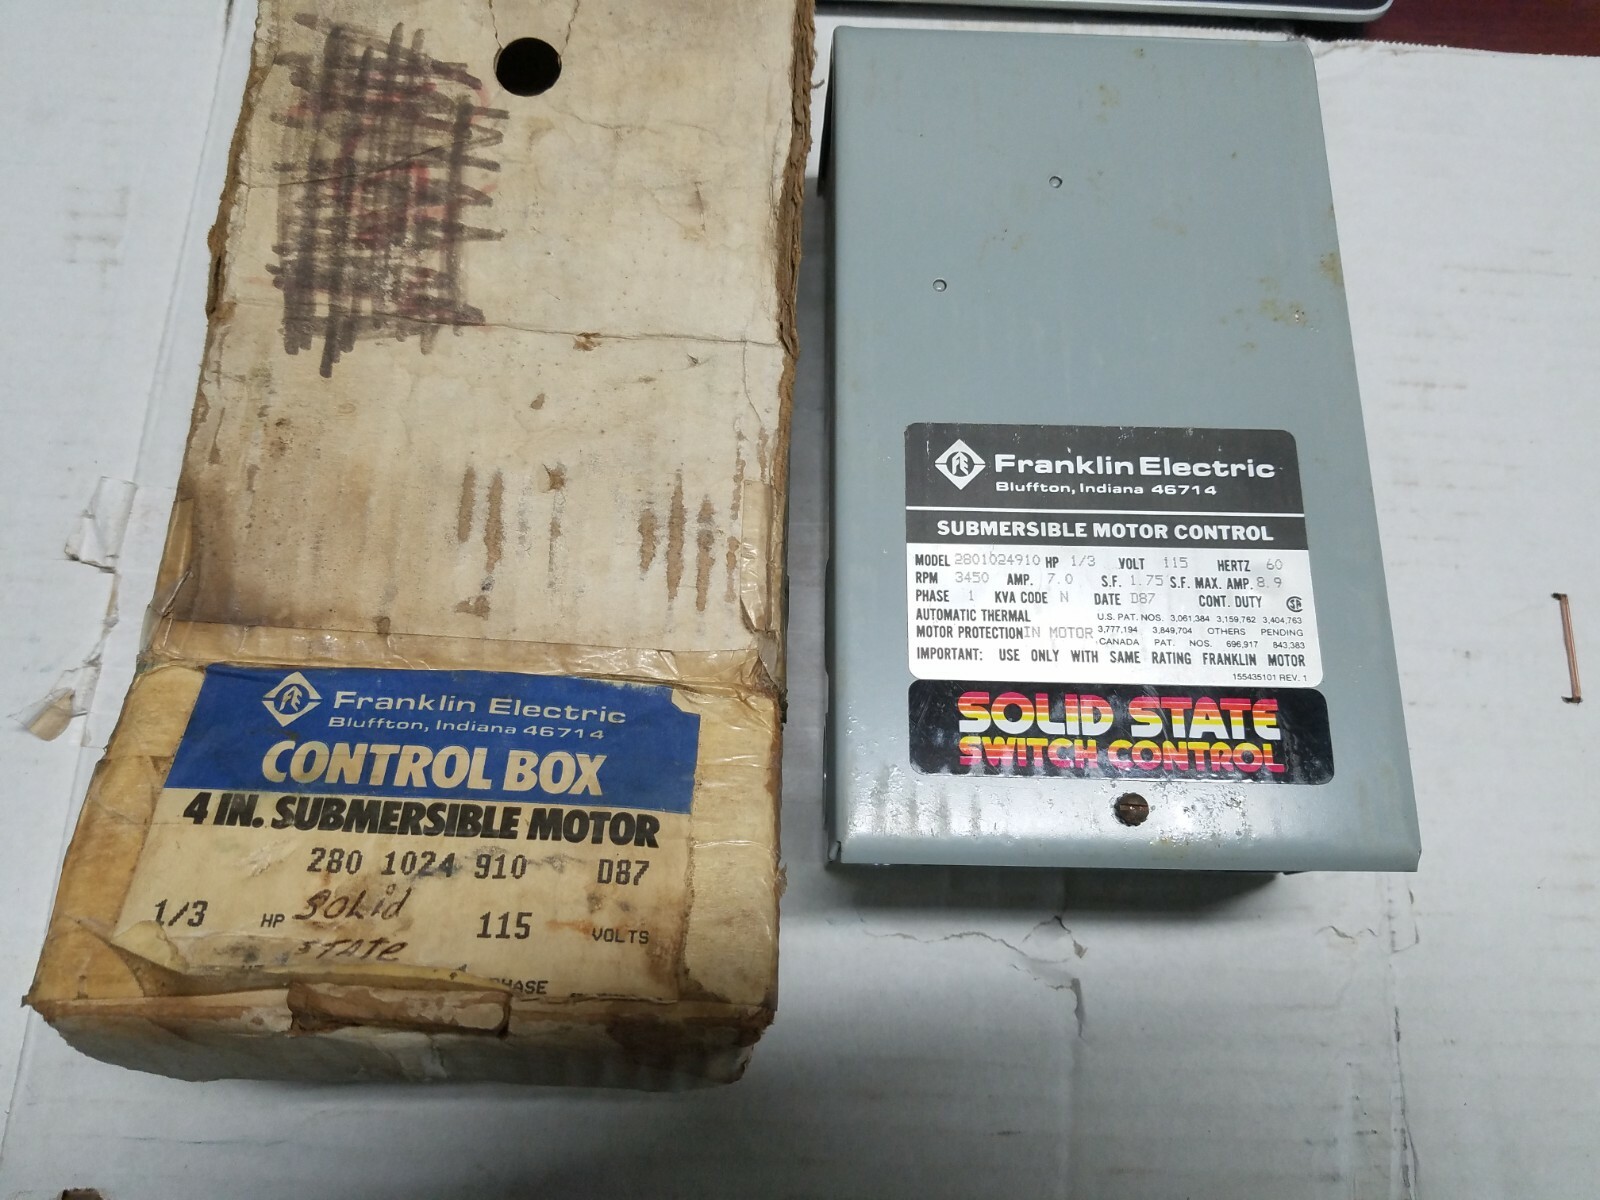 Franklin Electric
Bluffton, Indiana 46714
CONTROL BOX
4 IN. SUBMERSIBLE MOTOR
280 1024 910 D87
1/3 HP Solid 115 VOLTS
STATE
PHASE
FE
Franklin Electric
Bluffton, Indiana 46714
SUBMERSIBLE MOTOR CONTROL
MODEL 2801024910 HP 1/3 VOLT 115 HERTZ 60
RPM 3450 AMP. 7.0 S.F. 1.75 S.F. MAX. AMP. 8.9
PHASE 1 KVA CODE N DATE D87 CONT. DUTY
AUTOMATIC THERMAL U.S. PAT. NOS. 3,061,384 3,159,762 3,404,763
MOTOR PROTECTION IN MOTOR 3,777,194 3,849,704 OTHERS PENDING
CANADA PAT. NOS. 696,917 843,383
IMPORTANT: USE ONLY WITH SAME RATING FRANKLIN MOTOR
155435101 REV. 1
SOLID STATE
SWITCH CONTROL